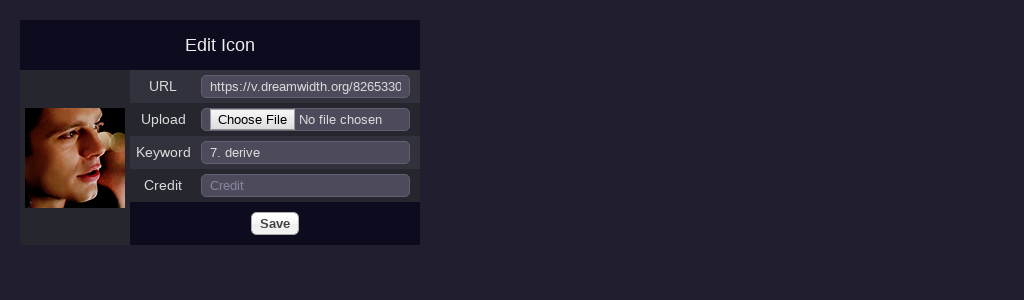 Edit Icon
URL https://v.dreamwidth.org/8265330
Upload Choose File No file chosen
Keyword 7. derive
Credit Credit
Save